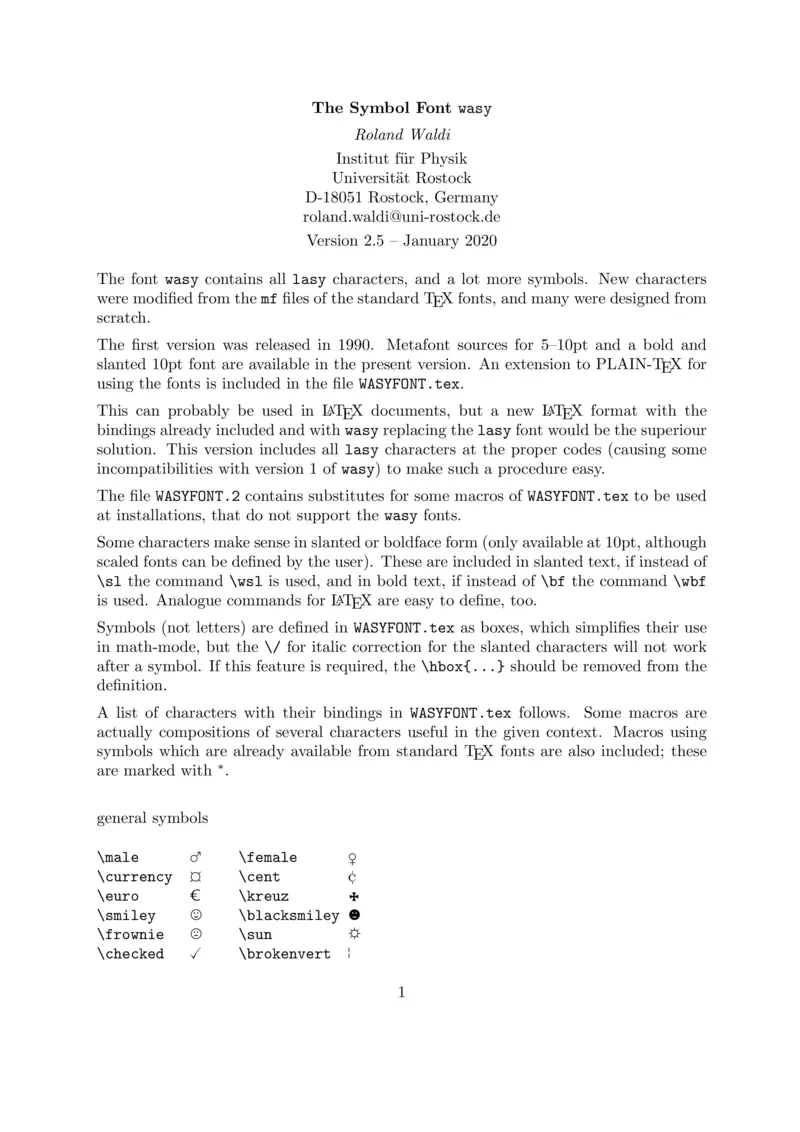 The Symbol Font wasy
Roland Waldi
Institut für Physik
Universität Rostock
D-18051 Rostock, Germany
roland.waldi@uni-rostock.de
Version 2.5 – January 2020
The font wasy contains all lasy characters, and a lot more symbols. New characters
were modified from the mf files of the standard TEX fonts, and many were designed from
scratch.
The first version was released in 1990. Metafont sources for 5–10pt and a bold and
slanted 10pt font are available in the present version. An extension to PLAIN-TEX for
using the fonts is included in the file WASYFONT.tex.
This can probably be used in LATEX documents, but a new LATEX format with the
bindings already included and with wasy replacing the lasy font would be the superiour
solution. This version includes all lasy characters at the proper codes (causing some
incompatibilities with version 1 of wasy) to make such a procedure easy.
The file WASYFONT.2 contains substitutes for some macros of WASYFONT.tex to be used
at installations, that do not support the wasy fonts.
Some characters make sense in slanted or boldface form (only available at 10pt, although
scaled fonts can be defined by the user). These are included in slanted text, if instead of
\sl the command \wsl is used, and in bold text, if instead of \bf the command \wbf
is used. Analogue commands for LATEX are easy to define, too.
Symbols (not letters) are defined in WASYFONT.tex as boxes, which simplifies their use
in math-mode, but the \/ for italic correction for the slanted characters will not work
after a symbol. If this feature is required, the \hbox{...} should be removed from the
definition.
A list of characters with their bindings in WASYFONT.tex follows. Some macros are
actually compositions of several characters useful in the given context. Macros using
symbols which are already available from standard TEX fonts are also included; these
are marked with *.
general symbols
\male ♂ \female ♀
\currency ¤ \cent ¢
\euro € \kreuz ✠
\smiley ☺ \blacksmiley ☻
\frownie ☹ \sun ☼
\checked ✓ \brokenvert ¦
1